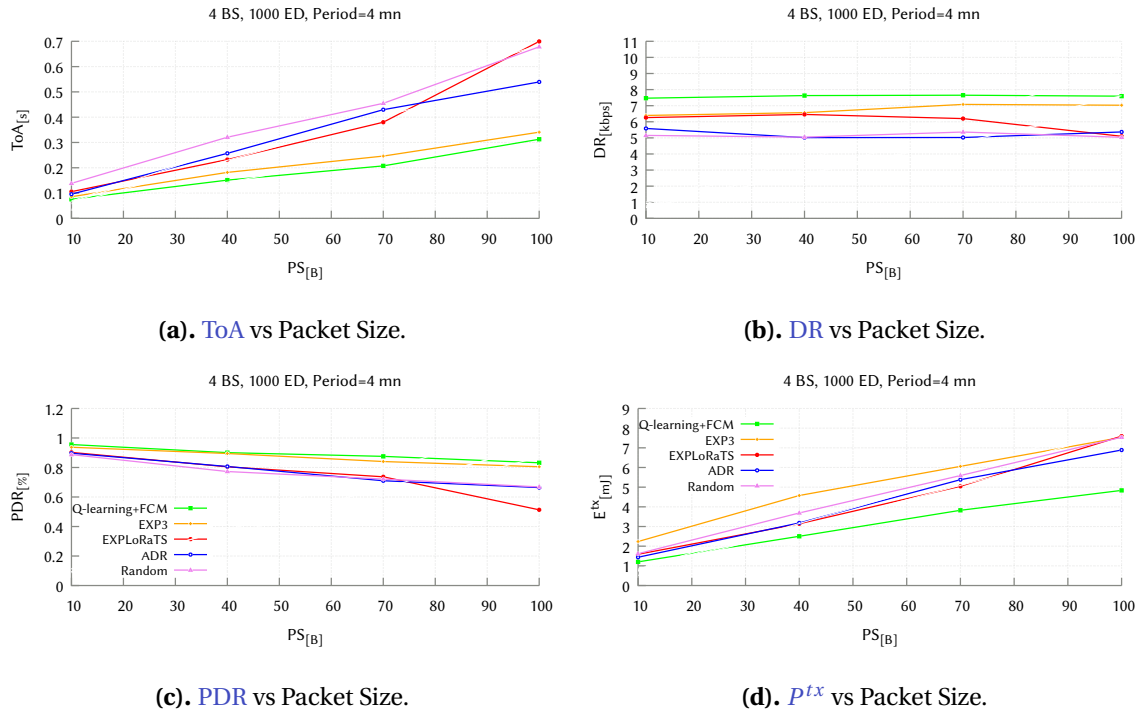 4 BS, 1000 ED, Period=4 mn
ToA[s]
0.7
0.6
0.5
0.4
0.3
0.2
0.1
0
10 20 30 40 50 60 70 80 90 100
PS[B]
(a). ToA vs Packet Size.
4 BS, 1000 ED, Period=4 mn
DR[kbps]
11
10
9
8
7
6
5
4
3
2
1
0
10 20 30 40 50 60 70 80 90 100
PS[B]
(b). DR vs Packet Size.
4 BS, 1000 ED, Period=4 mn
PDR[%]
1.2
1
0.8
0.6
0.4
0.2
0
Q-learning+FCM
EXP3
EXPLoRaTS
ADR
Random
10 20 30 40 50 60 70 80 90 100
PS[B]
(c). PDR vs Packet Size.
4 BS, 1000 ED, Period=4 mn
E^tx[mJ]
9
8
7
6
5
4
3
2
1
0
Q-learning+FCM
EXP3
EXPLoRaTS
ADR
Random
10 20 30 40 50 60 70 80 90 100
PS[B]
(d). P^tx vs Packet Size.